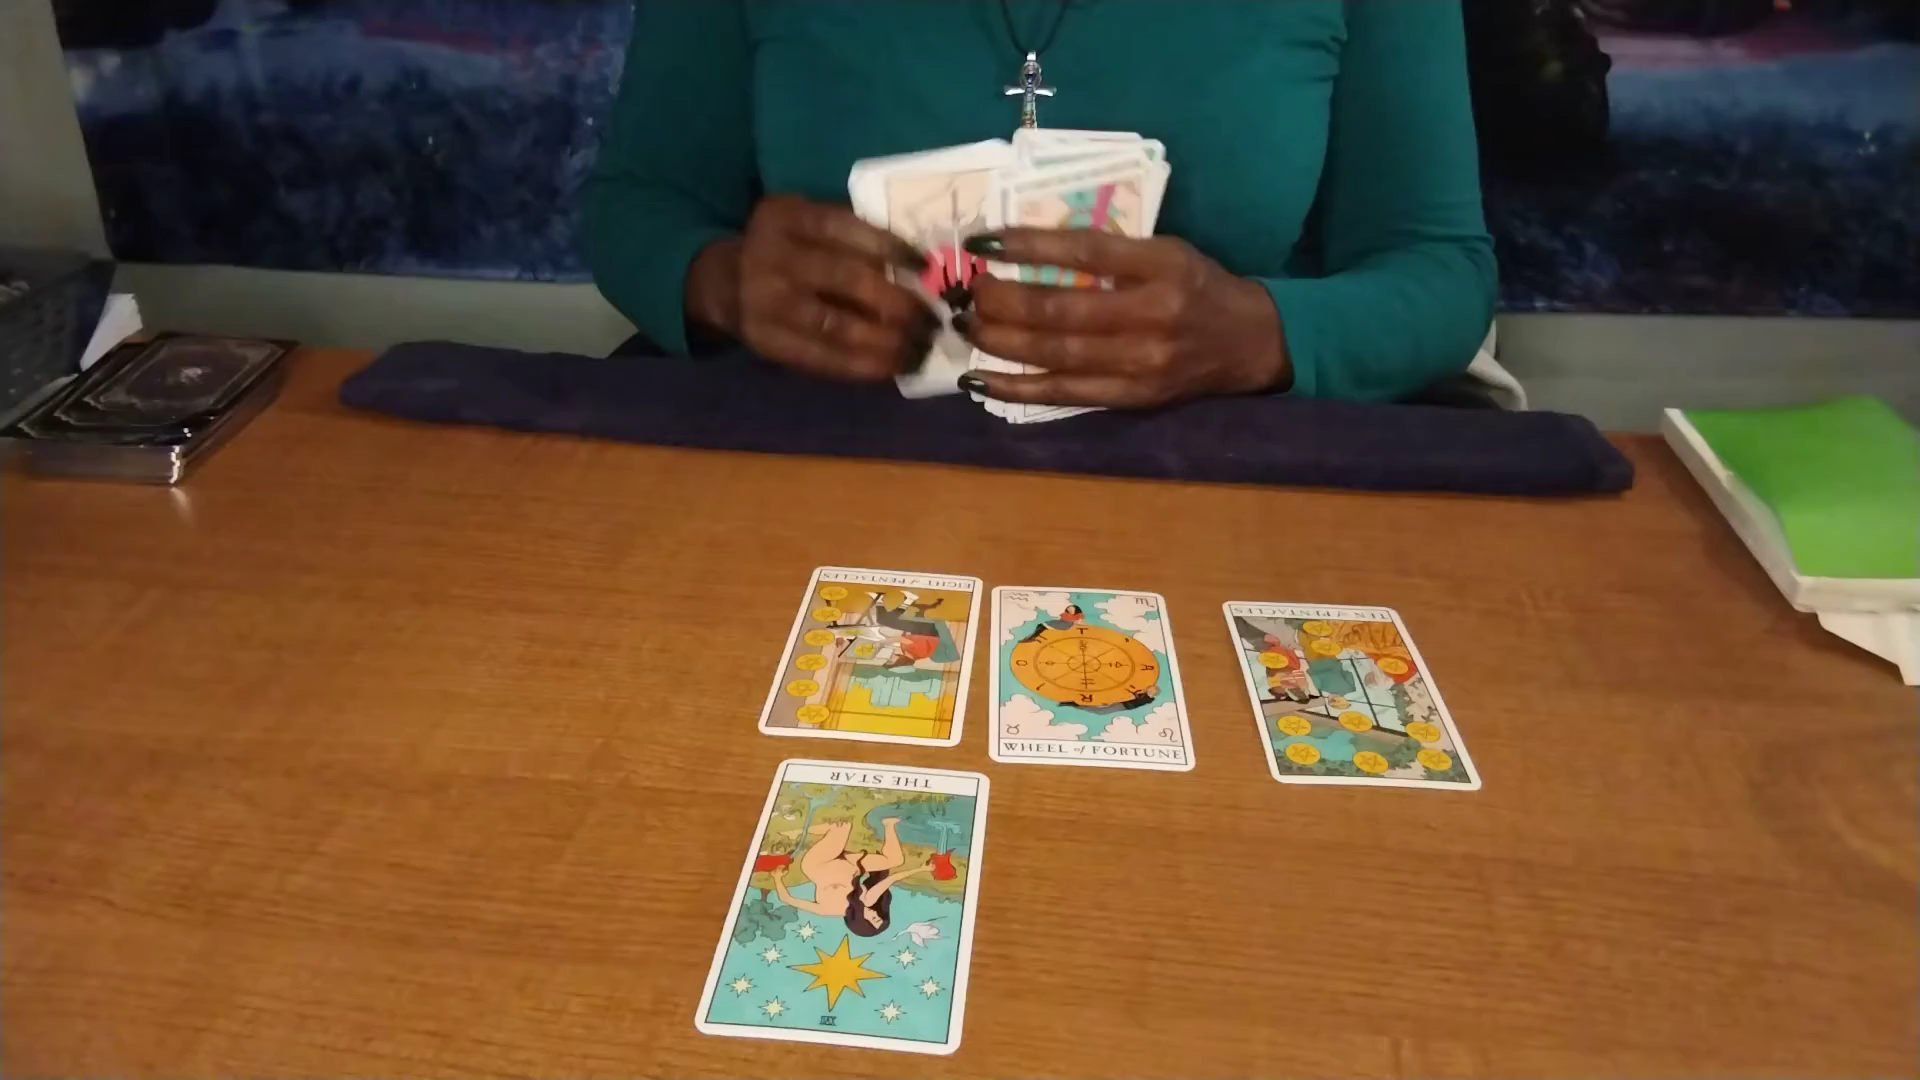 EIGHT of PENTACLES
WHEEL of FORTUNE
TEN of PENTACLES
THE STAR
T
A
R
O